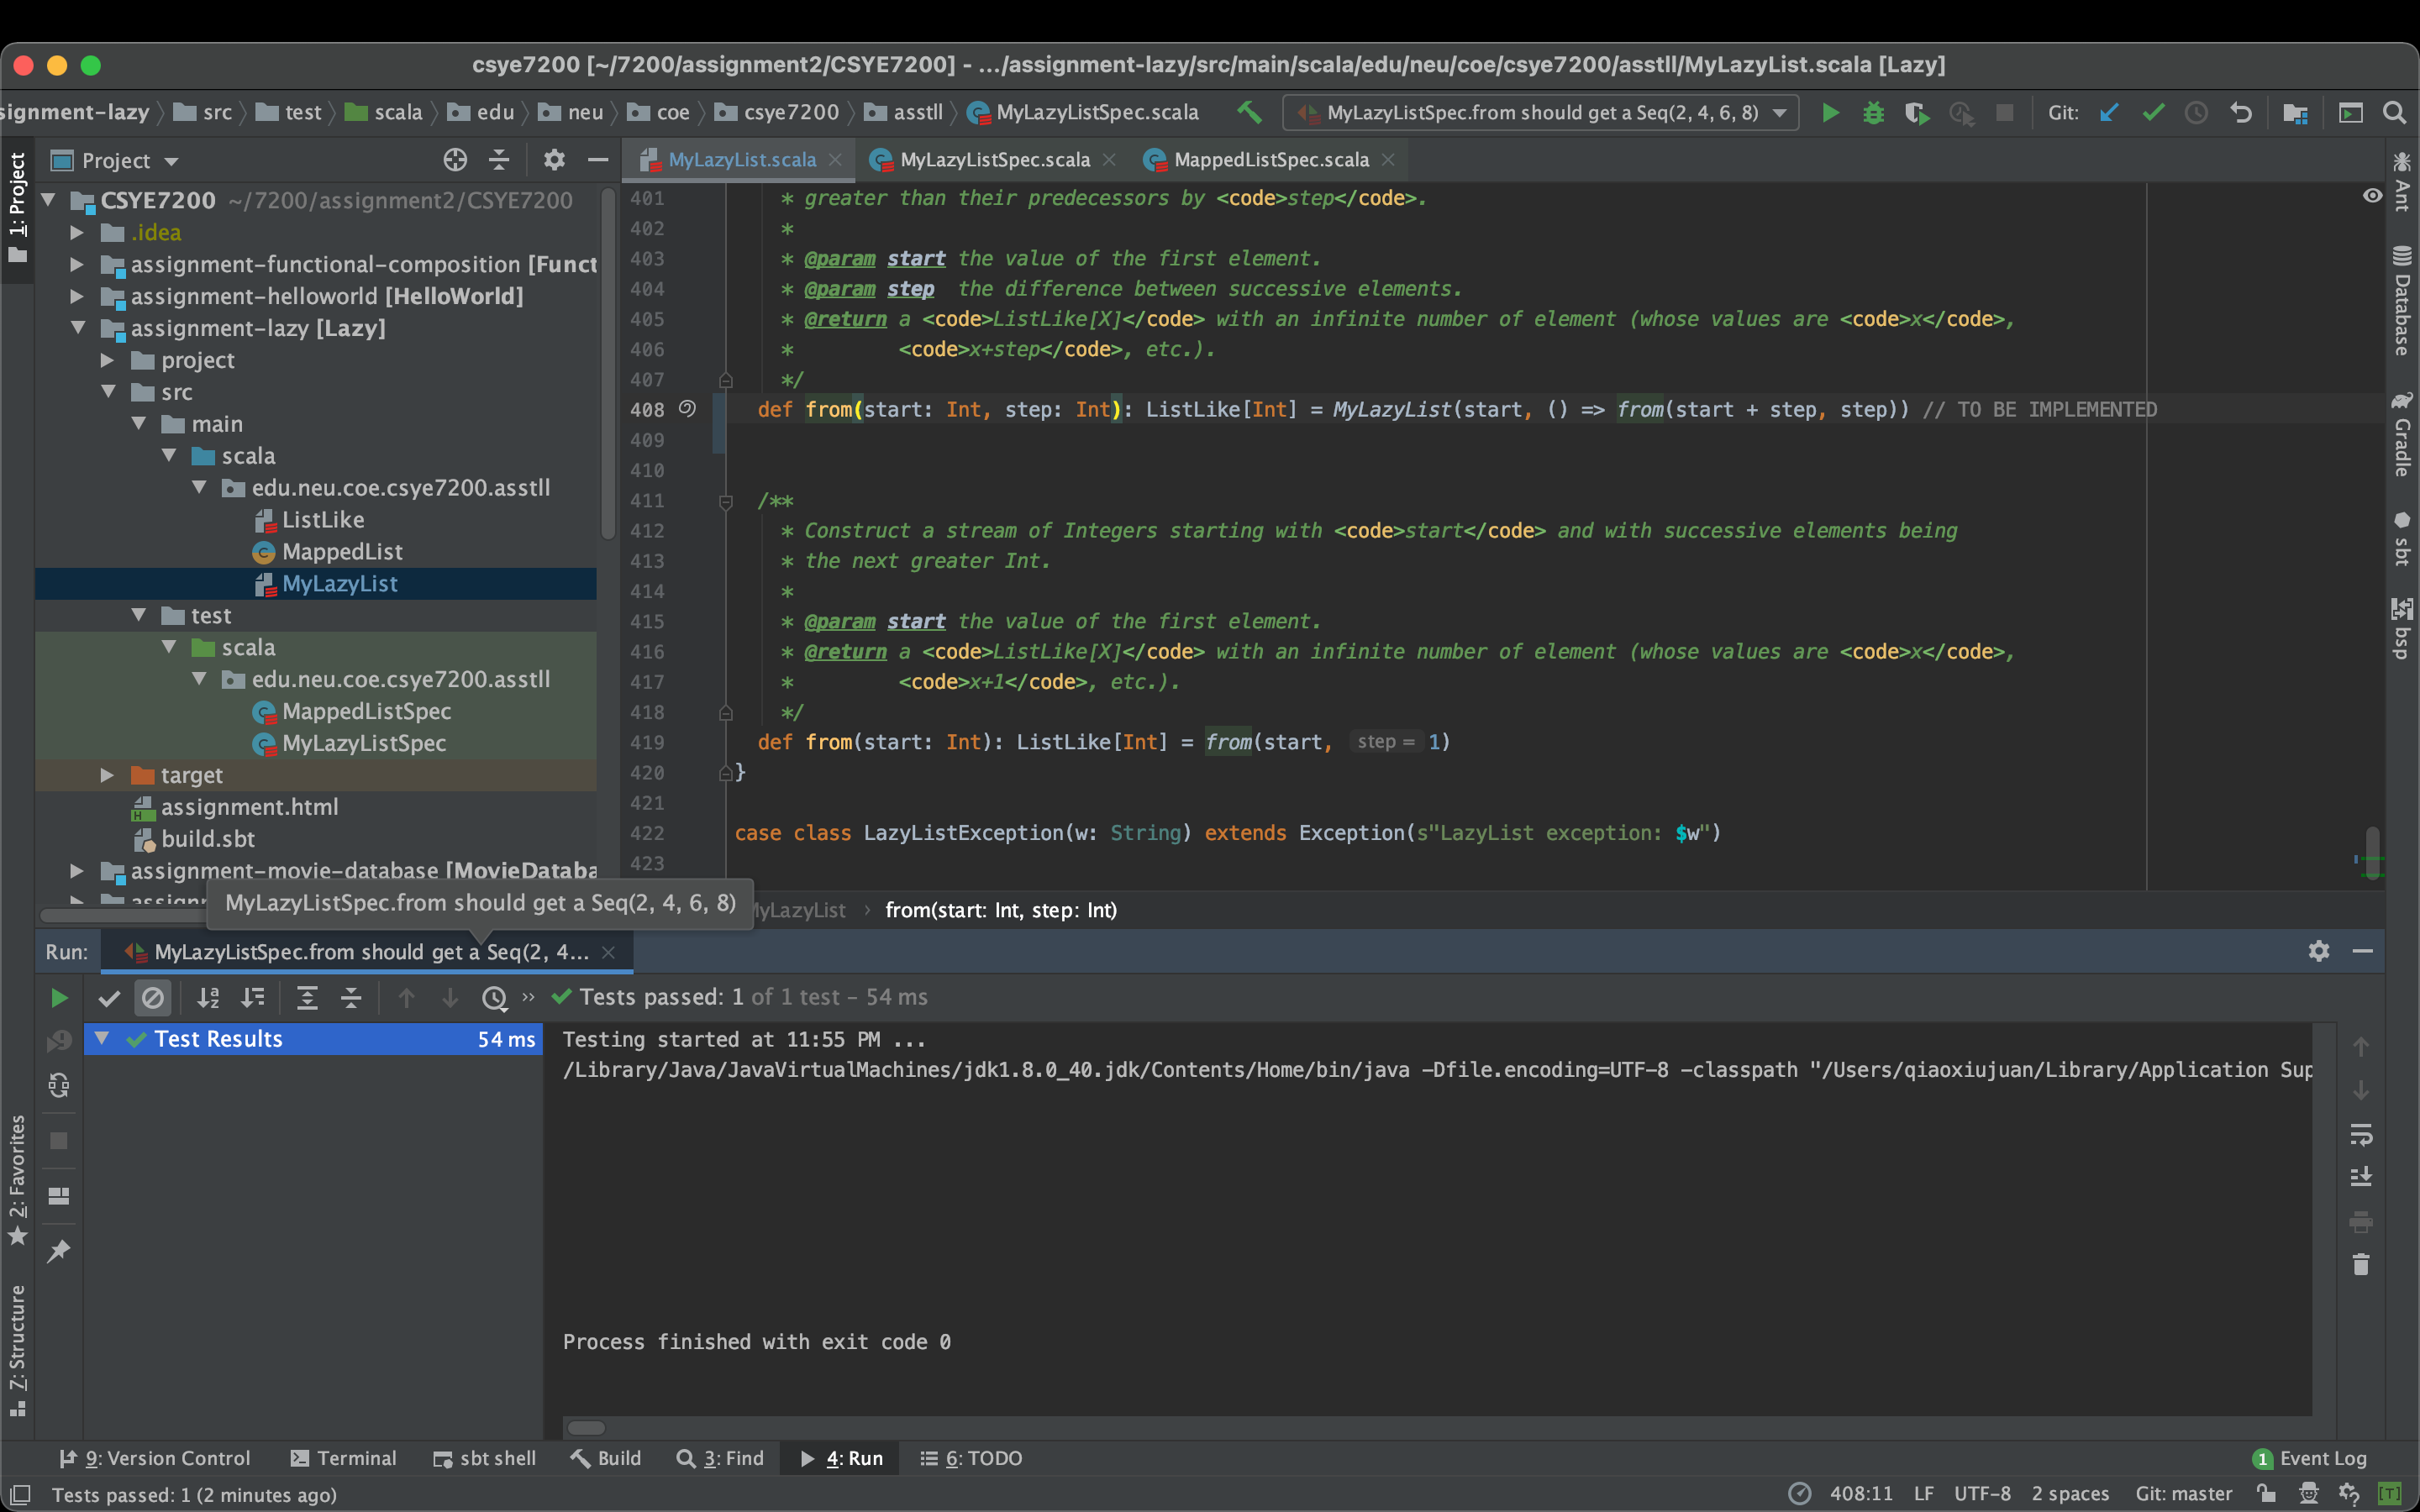 csye7200 [~/7200/assignment2/CSYE7200] - .../assignment-lazy/src/main/scala/edu/neu/coe/csye7200/asstll/MyLazyList.scala [Lazy]
signment-lazy src test scala edu neu coe csye7200 asstll MyLazyListSpec.scala MyLazyListSpec.from should get a Seq(2, 4, 6, 8) Git:
1: Project
Project
MyLazyList.scala MyLazyListSpec.scala MappedListSpec.scala
CSYE7200 ~/7200/assignment2/CSYE7200
.idea
assignment-functional-composition [Funct
assignment-helloworld [HelloWorld]
assignment-lazy [Lazy]
project
src
main
scala
edu.neu.coe.csye7200.asstll
ListLike
MappedList
MyLazyList
test
scala
edu.neu.coe.csye7200.asstll
MappedListSpec
MyLazyListSpec
target
assignment.html
build.sbt
assignment-movie-database [MovieDataba
401 * greater than their predecessors by <code>step</code>.
402 *
403 * @param start the value of the first element.
404 * @param step  the difference between successive elements.
405 * @return a <code>ListLike[X]</code> with an infinite number of element (whose values are <code>x</code>,
406 *         <code>x+step</code>, etc.).
407 */
408 def from(start: Int, step: Int): ListLike[Int] = MyLazyList(start, () => from(start + step, step)) // TO BE IMPLEMENTED
409
410
411 /**
412 * Construct a stream of Integers starting with <code>start</code> and with successive elements being
413 * the next greater Int.
414 *
415 * @param start the value of the first element.
416 * @return a <code>ListLike[X]</code> with an infinite number of element (whose values are <code>x</code>,
417 *         <code>x+1</code>, etc.).
418 */
419 def from(start: Int): ListLike[Int] = from(start, step = 1)
420 }
421
422 case class LazyListException(w: String) extends Exception(s"LazyList exception: $w")
423
Ant
Database
Gradle
sbt
bsp
MyLazyListSpec.from should get a Seq(2, 4, 6, 8)
yLazyList › from(start: Int, step: Int)
Run: MyLazyListSpec.from should get a Seq(2, 4...
Tests passed: 1 of 1 test – 54 ms
Test Results 54 ms
Testing started at 11:55 PM ...
/Library/Java/JavaVirtualMachines/jdk1.8.0_40.jdk/Contents/Home/bin/java -Dfile.encoding=UTF-8 -classpath "/Users/qiaoxiujuan/Library/Application Sup
Process finished with exit code 0
2: Favorites
7: Structure
9: Version Control Terminal sbt shell Build 3: Find 4: Run 6: TODO 1 Event Log
Tests passed: 1 (2 minutes ago) 408:11 LF UTF-8 2 spaces Git: master [T]